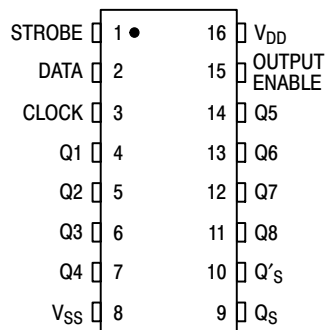 STROBE 1 16 VDD
DATA 2 15 OUTPUT ENABLE
CLOCK 3 14 Q5
Q1 4 13 Q6
Q2 5 12 Q7
Q3 6 11 Q8
Q4 7 10 Q′S
VSS 8 9 QS